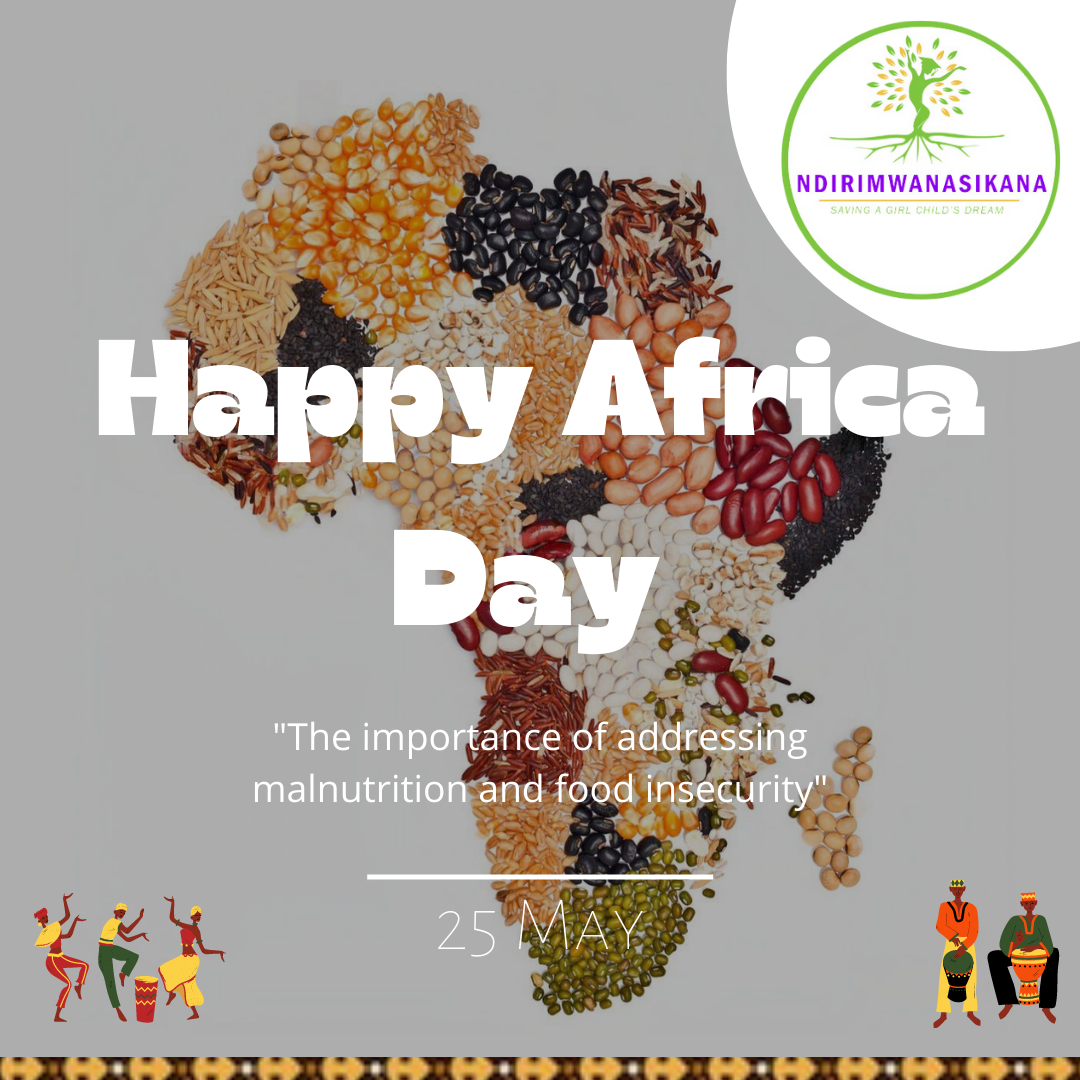 NDIRIMWANASIKANA
SAVING A GIRL CHILD'S DREAM
Happy Africa
Day
"The importance of addressing
malnutrition and food insecurity"
25 May